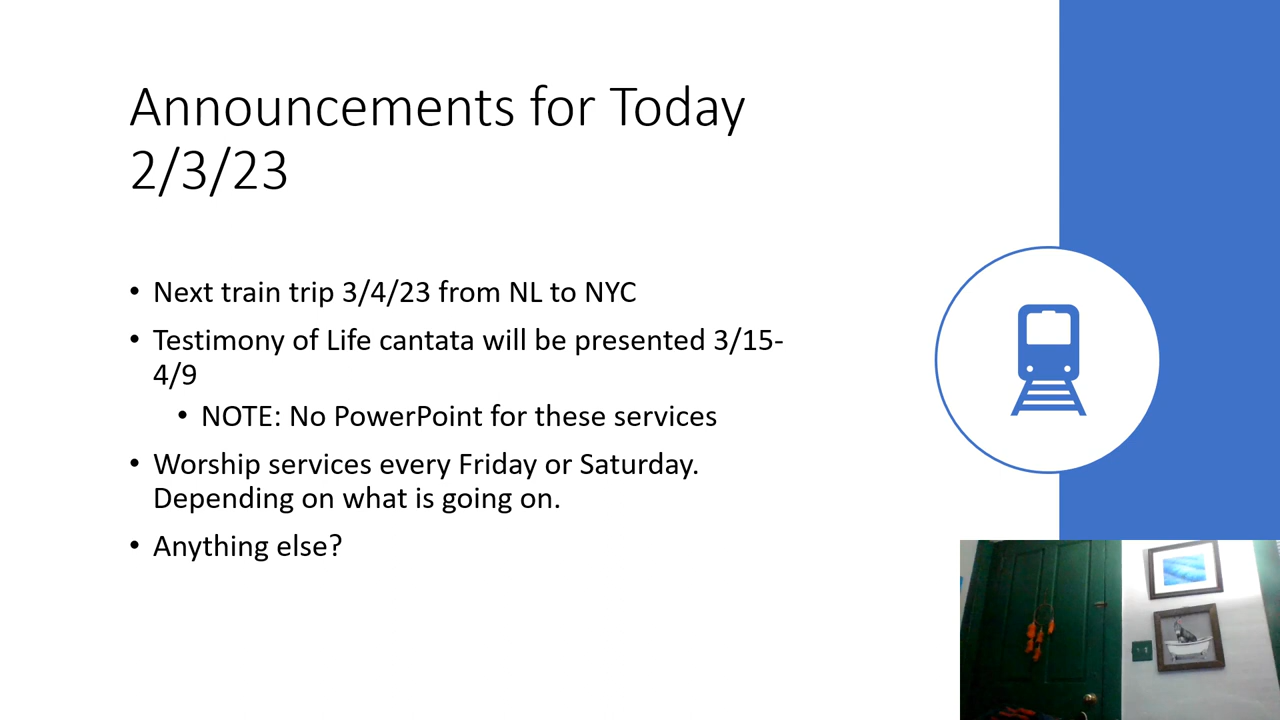 Announcements for Today
2/3/23
• Next train trip 3/4/23 from NL to NYC
• Testimony of Life cantata will be presented 3/15-
4/9
• NOTE: No PowerPoint for these services
• Worship services every Friday or Saturday.
Depending on what is going on.
• Anything else?